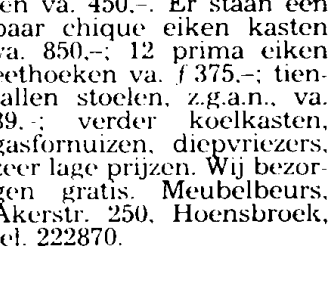 en va. 450,-. Er staan een
paar chique eiken kasten
va. 850,-; 12 prima eiken
eethoeken va. ƒ 375,-; tien-
allen stoelen, z.g.a.n., va.
39,-; verder koelkasten,
gasfornuizen, diepvriezers,
zeer lage prijzen. Wij bezor-
gen gratis. Meubelbeurs,
Akerstr. 250, Hoensbroek,
tel. 222870.